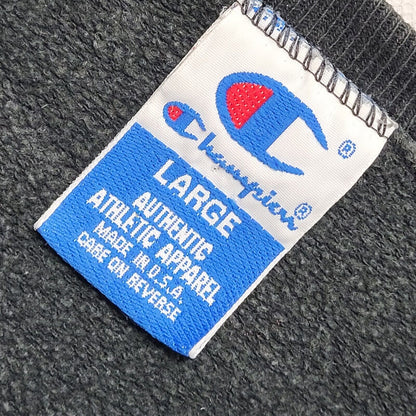 Champion®
®
LARGE
AUTHENTIC
ATHLETIC APPAREL
MADE IN U.S.A.
CARE ON REVERSE